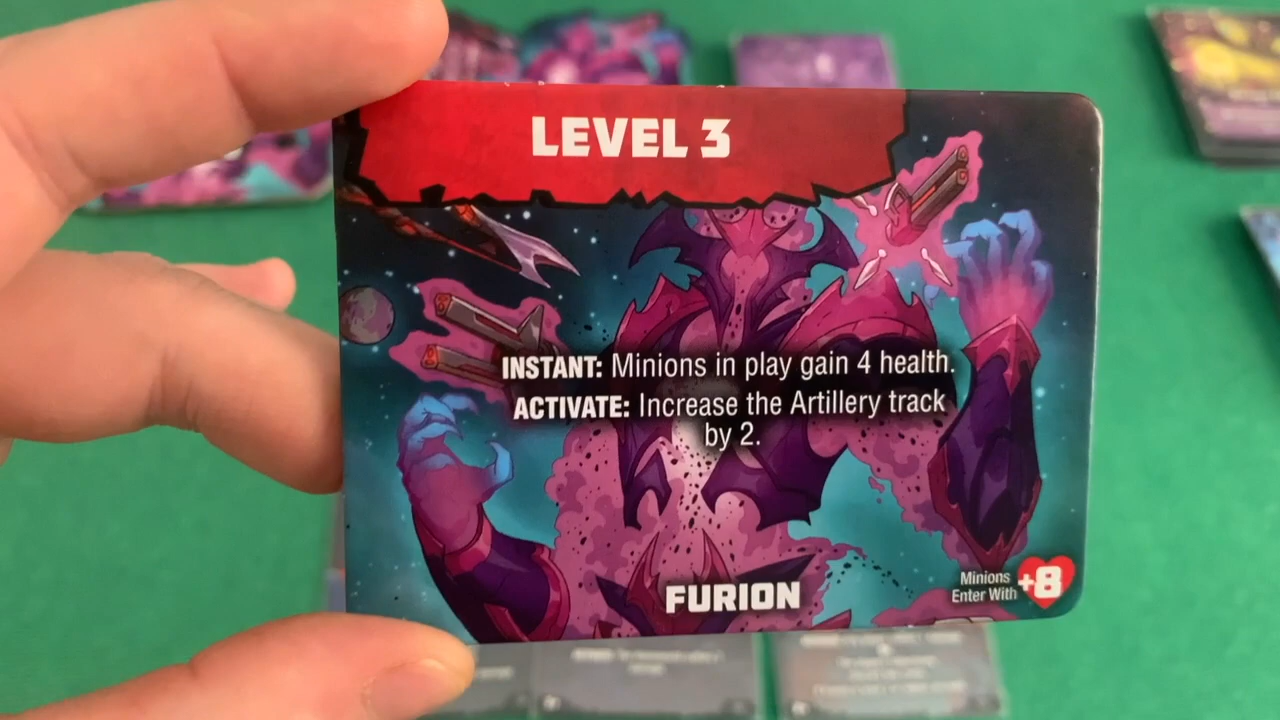 LEVEL 3
INSTANT: Minions in play gain 4 health.
ACTIVATE: Increase the Artillery track
by 2.
FURION
Minions
Enter With +8